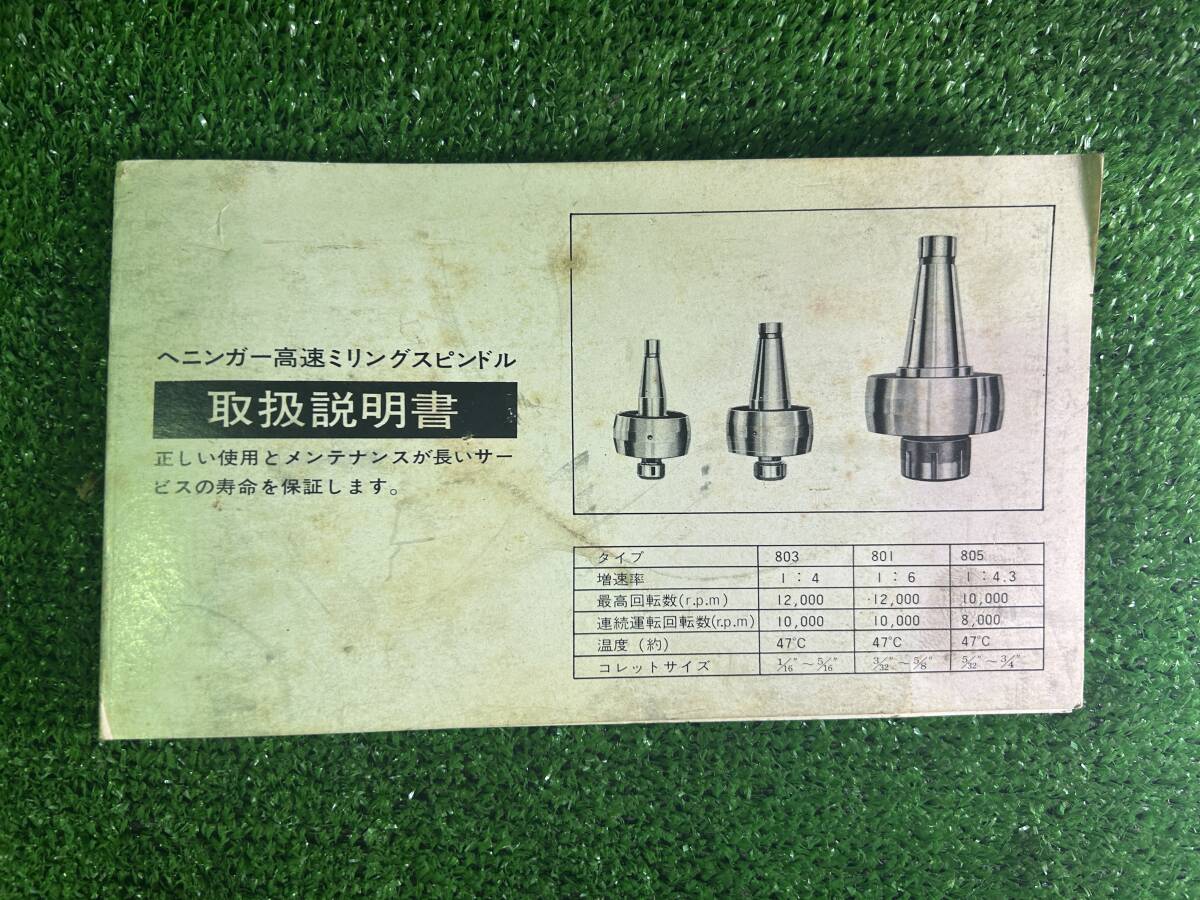 ヘニンガー高速ミリングスピンドル
取扱説明書
正しい使用とメンテナンスが長いサー
ビスの寿命を保証します。
タイプ 803 801 805
増速率 1:4 1:6 1:4.3
最高回転数(r.p.m) 12,000 12,000 10,000
連続運転回転数(r.p.m) 10,000 10,000 8,000
温度(約) 47℃ 47℃ 47℃
コレットサイズ 1/16"~5/16" 3/32"~5/8" 5/32"~3/4"